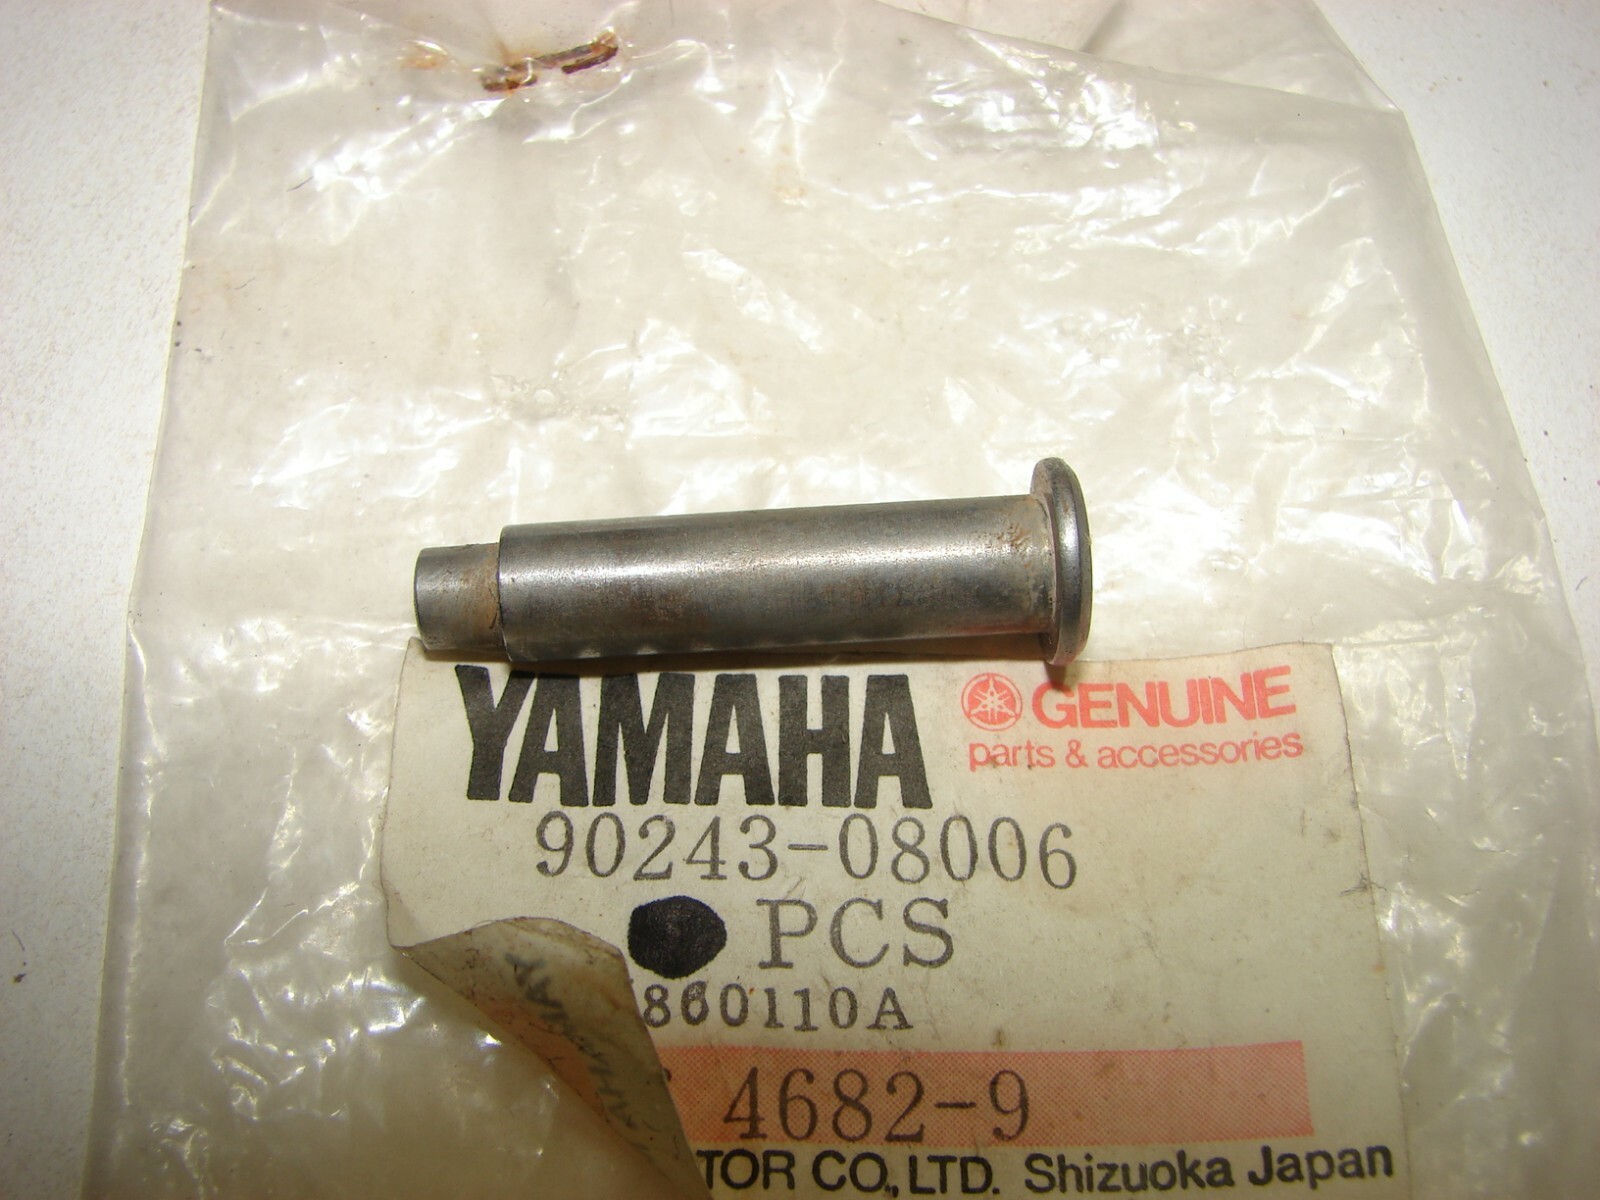 YAMAHA GENUINE
parts & accessories
90243-08006
PCS
860110A
4682-9
TOR CO., LTD. Shizuoka Japan